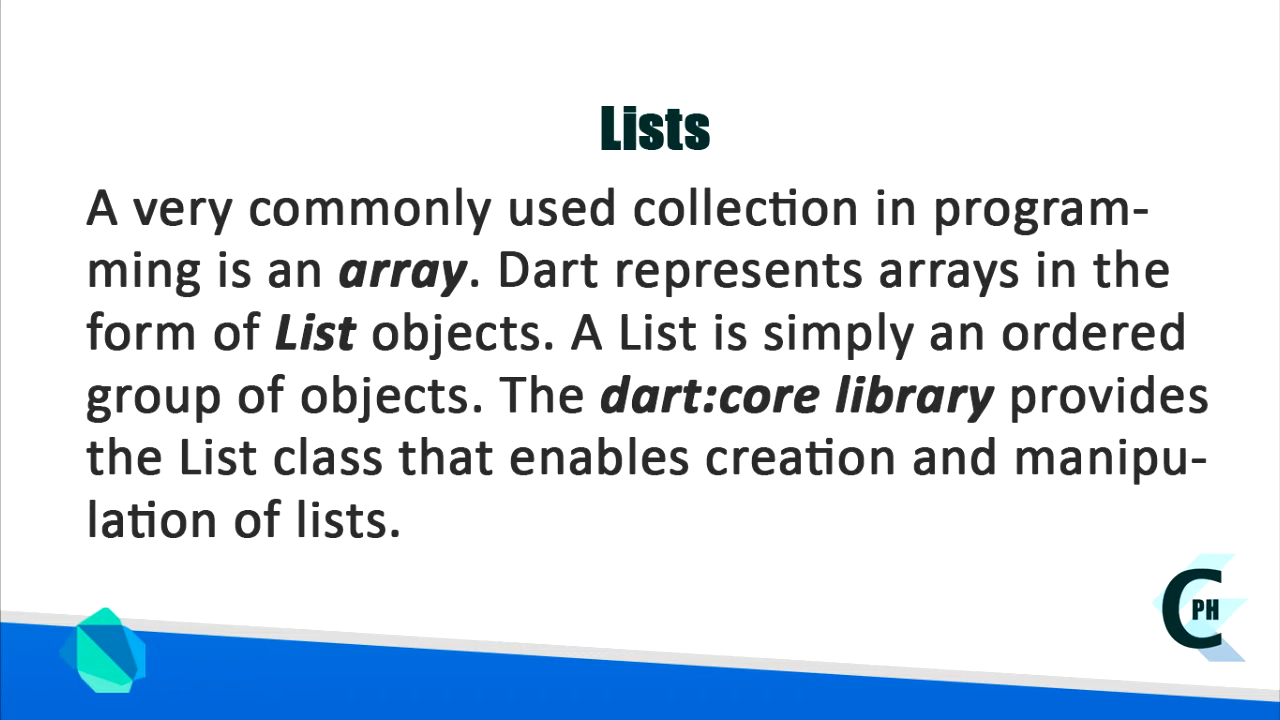 Lists
A very commonly used collection in program-
ming is an array. Dart represents arrays in the
form of List objects. A List is simply an ordered
group of objects. The dart:core library provides
the List class that enables creation and manipu-
lation of lists.
C PH